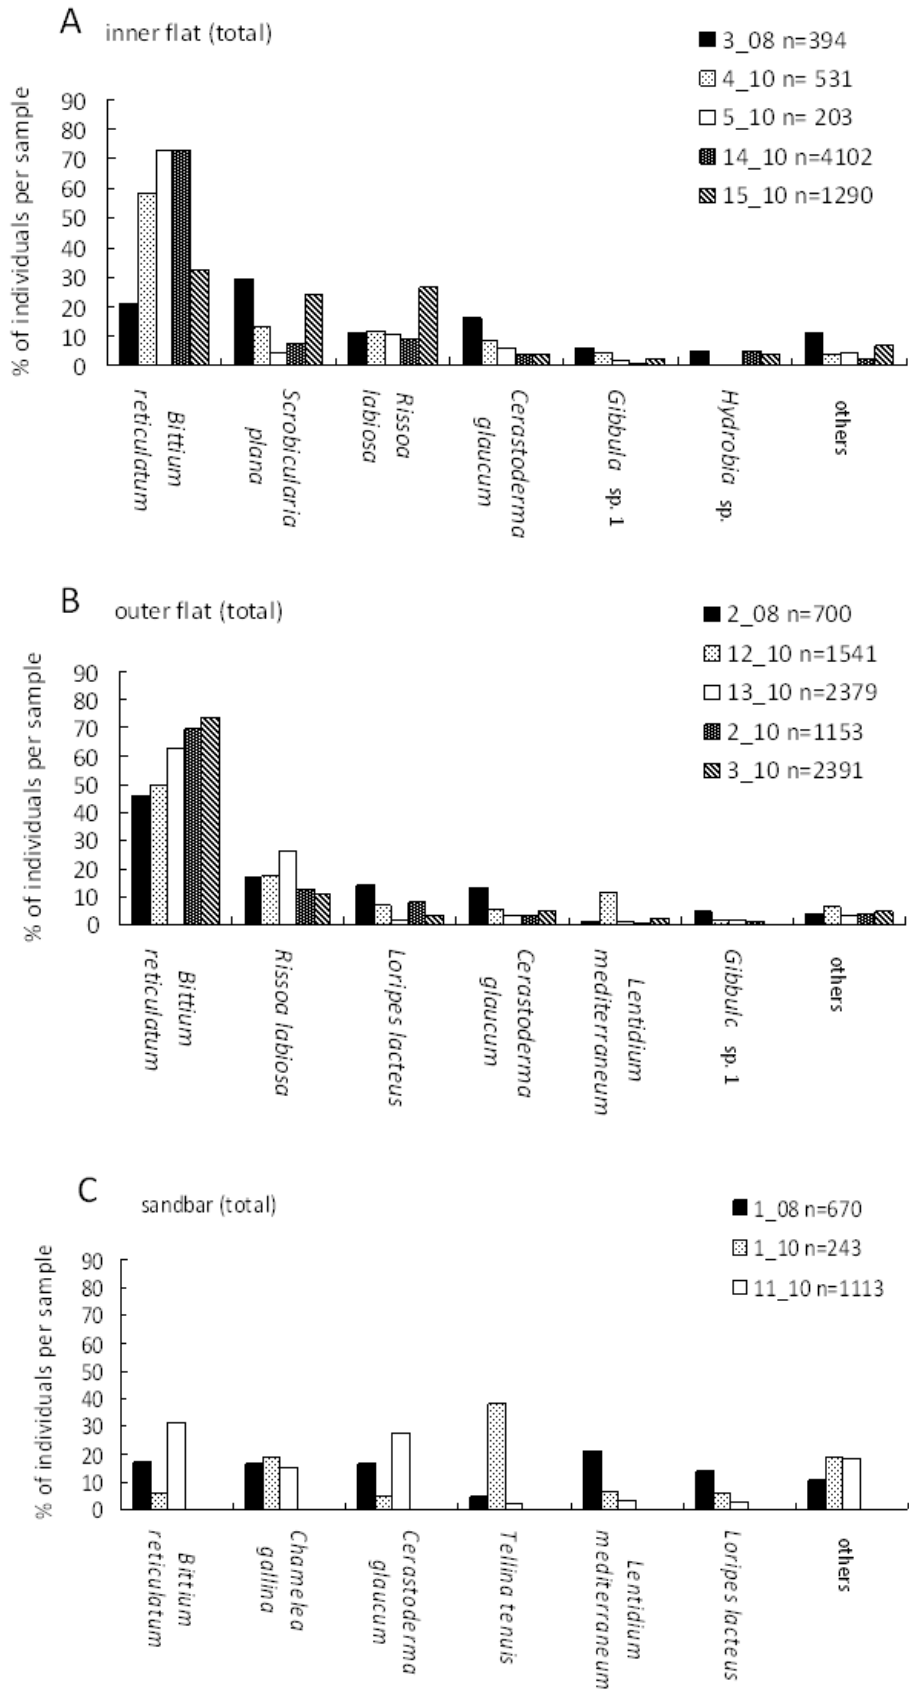 A
inner flat (total)
3_08 n=394
4_10 n= 531
5_10 n= 203
14_10 n=4102
15_10 n=1290
% of individuals per sample
90
80
70
60
50
40
30
20
10
0
Bittium
reticulatum
Scrobicularia
plana
Rissoa
labiosa
Cerastoderma
glaucum
Gibbula sp. 1
Hydrobia sp.
others
B
outer flat (total)
2_08 n=700
12_10 n=1541
13_10 n=2379
2_10 n=1153
3_10 n=2391
% of individuals per sample
90
80
70
60
50
40
30
20
10
0
Bittium
reticulatum
Rissoa labiosa
Loripes lacteus
Cerastoderma
glaucum
Lentidium
mediterraneum
Gibbulc sp. 1
others
C
sandbar (total)
1_08 n=670
1_10 n=243
11_10 n=1113
% of individuals per sample
90
80
70
60
50
40
30
20
10
0
Bittium
reticulatum
Chamelea
gallina
Cerastoderma
glaucum
Tellina tenuis
Lentidium
mediterraneum
Loripes lacteus
others